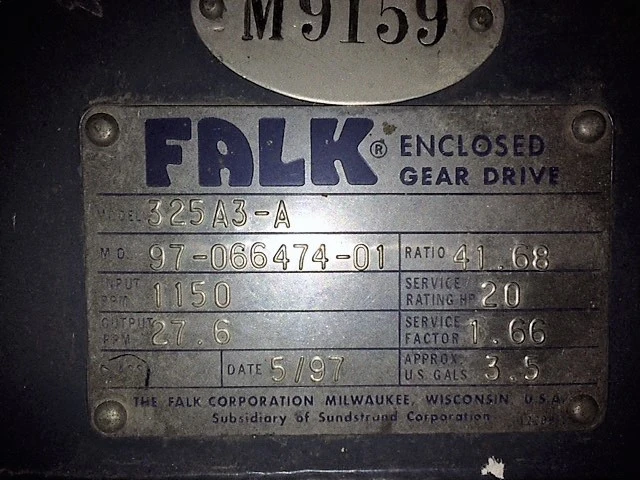 M9159
FALK® ENCLOSED
GEAR DRIVE
MODEL 325A3-A
M.O. 97-066474-01 RATIO 41.68
INPUT RPM 1150 SERVICE RATING HP 20
OUTPUT RPM 27.6 SERVICE FACTOR 1.66
CLASS DATE 5/97 APPROX. U.S. GALS 3.5
THE FALK CORPORATION MILWAUKEE, WISCONSIN U.S.A.
Subsidiary of Sundstrand Corporation